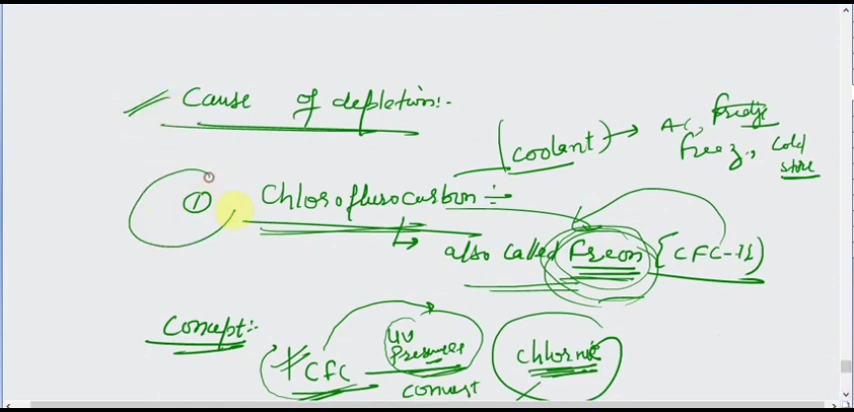 Cause of depletion:-
(coolant) → AC, fridge
freez., Cold
store
① Chlorofluorocarbon :-
↳ also called Freon (CFC-11)
Concept:-
CFC UV Presences chlorine
convert